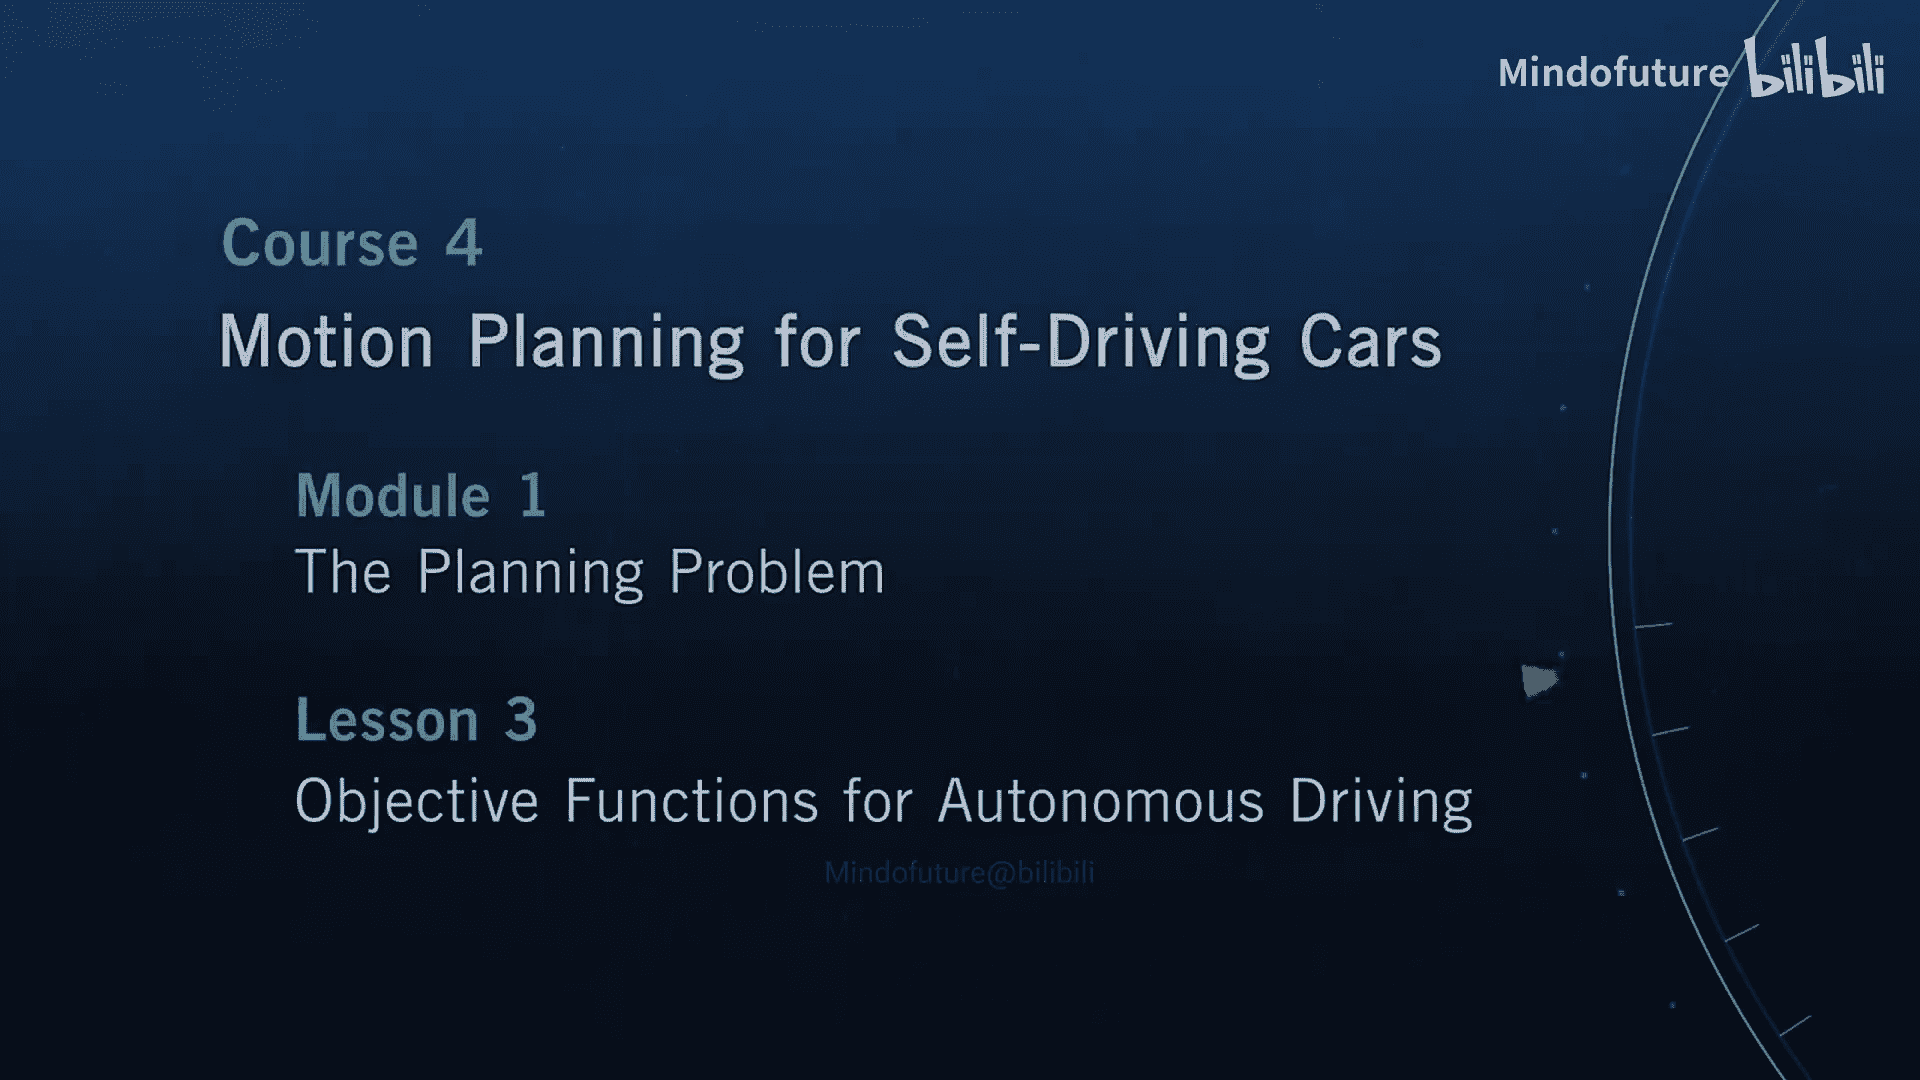 Mindofuture bilibili
Course 4
Motion Planning for Self-Driving Cars
Module 1
The Planning Problem
Lesson 3
Objective Functions for Autonomous Driving
Mindofuture@bilibili